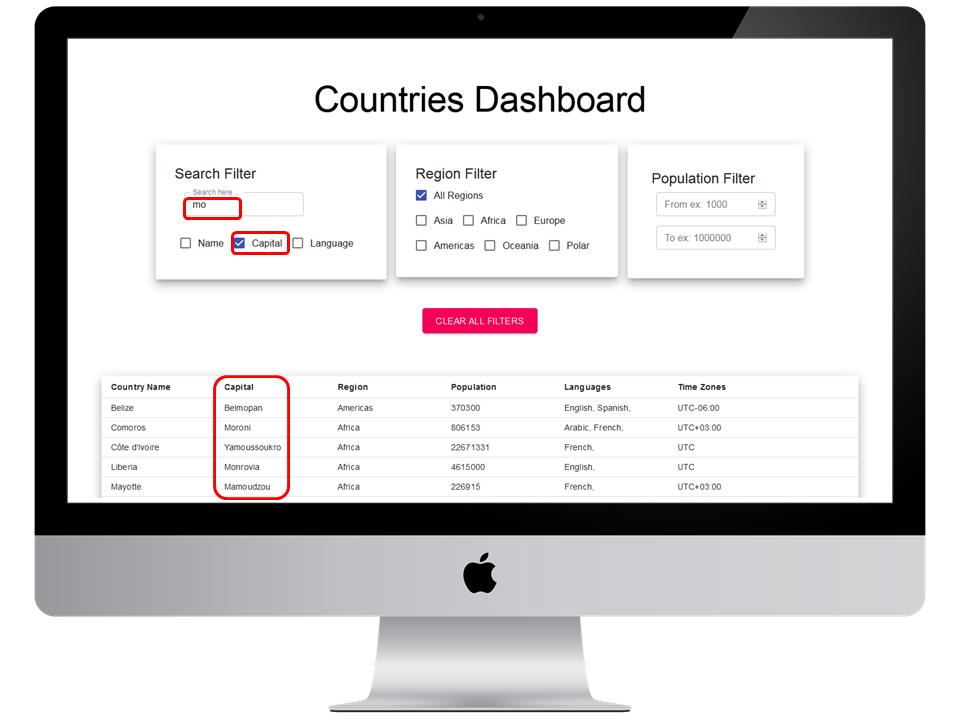 Countries Dashboard
Search Filter
Search here ...
mo
Name Capital Language
Region Filter
All Regions
Asia Africa Europe
Americas Oceania Polar
Population Filter
From ex: 1000
To ex: 1000000
CLEAR ALL FILTERS
Country Name Capital Region Population Languages Time Zones
Belize Belmopan Americas 370300 English, Spanish, UTC-06:00
Comoros Moroni Africa 806153 Arabic, French, UTC+03:00
Côte d'Ivoire Yamoussoukro Africa 22671331 French, UTC
Liberia Monrovia Africa 4615000 English, UTC
Mayotte Mamoudzou Africa 226915 French, UTC+03:00